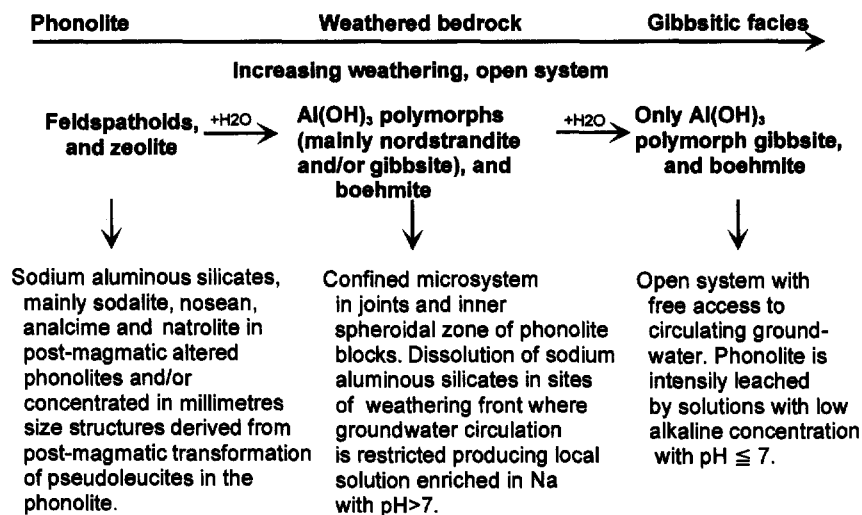 Phonolite Weathered bedrock Gibbsitic facies
Increasing weathering, open system
Feldspatholds,
and zeolite
+H2O
Al(OH)₃ polymorphs
(mainly nordstrandite
and/or gibbsite), and
boehmite
+H2O
Only Al(OH)₃
polymorph gibbsite,
and boehmite
Sodium aluminous silicates,
mainly sodalite, nosean,
analcime and natrolite in
post-magmatic altered
phonolites and/or
concentrated in millimetres
size structures derived from
post-magmatic transformation
of pseudoleucites in the
phonolite.
Confined microsystem
in joints and inner
spheroidal zone of phonolite
blocks. Dissolution of sodium
aluminous silicates in sites
of weathering front where
groundwater circulation
is restricted producing local
solution enriched in Na
with pH>7.
Open system with
free access to
circulating ground-
water. Phonolite is
intensily leached
by solutions with low
alkaline concentration
with pH ≦ 7.